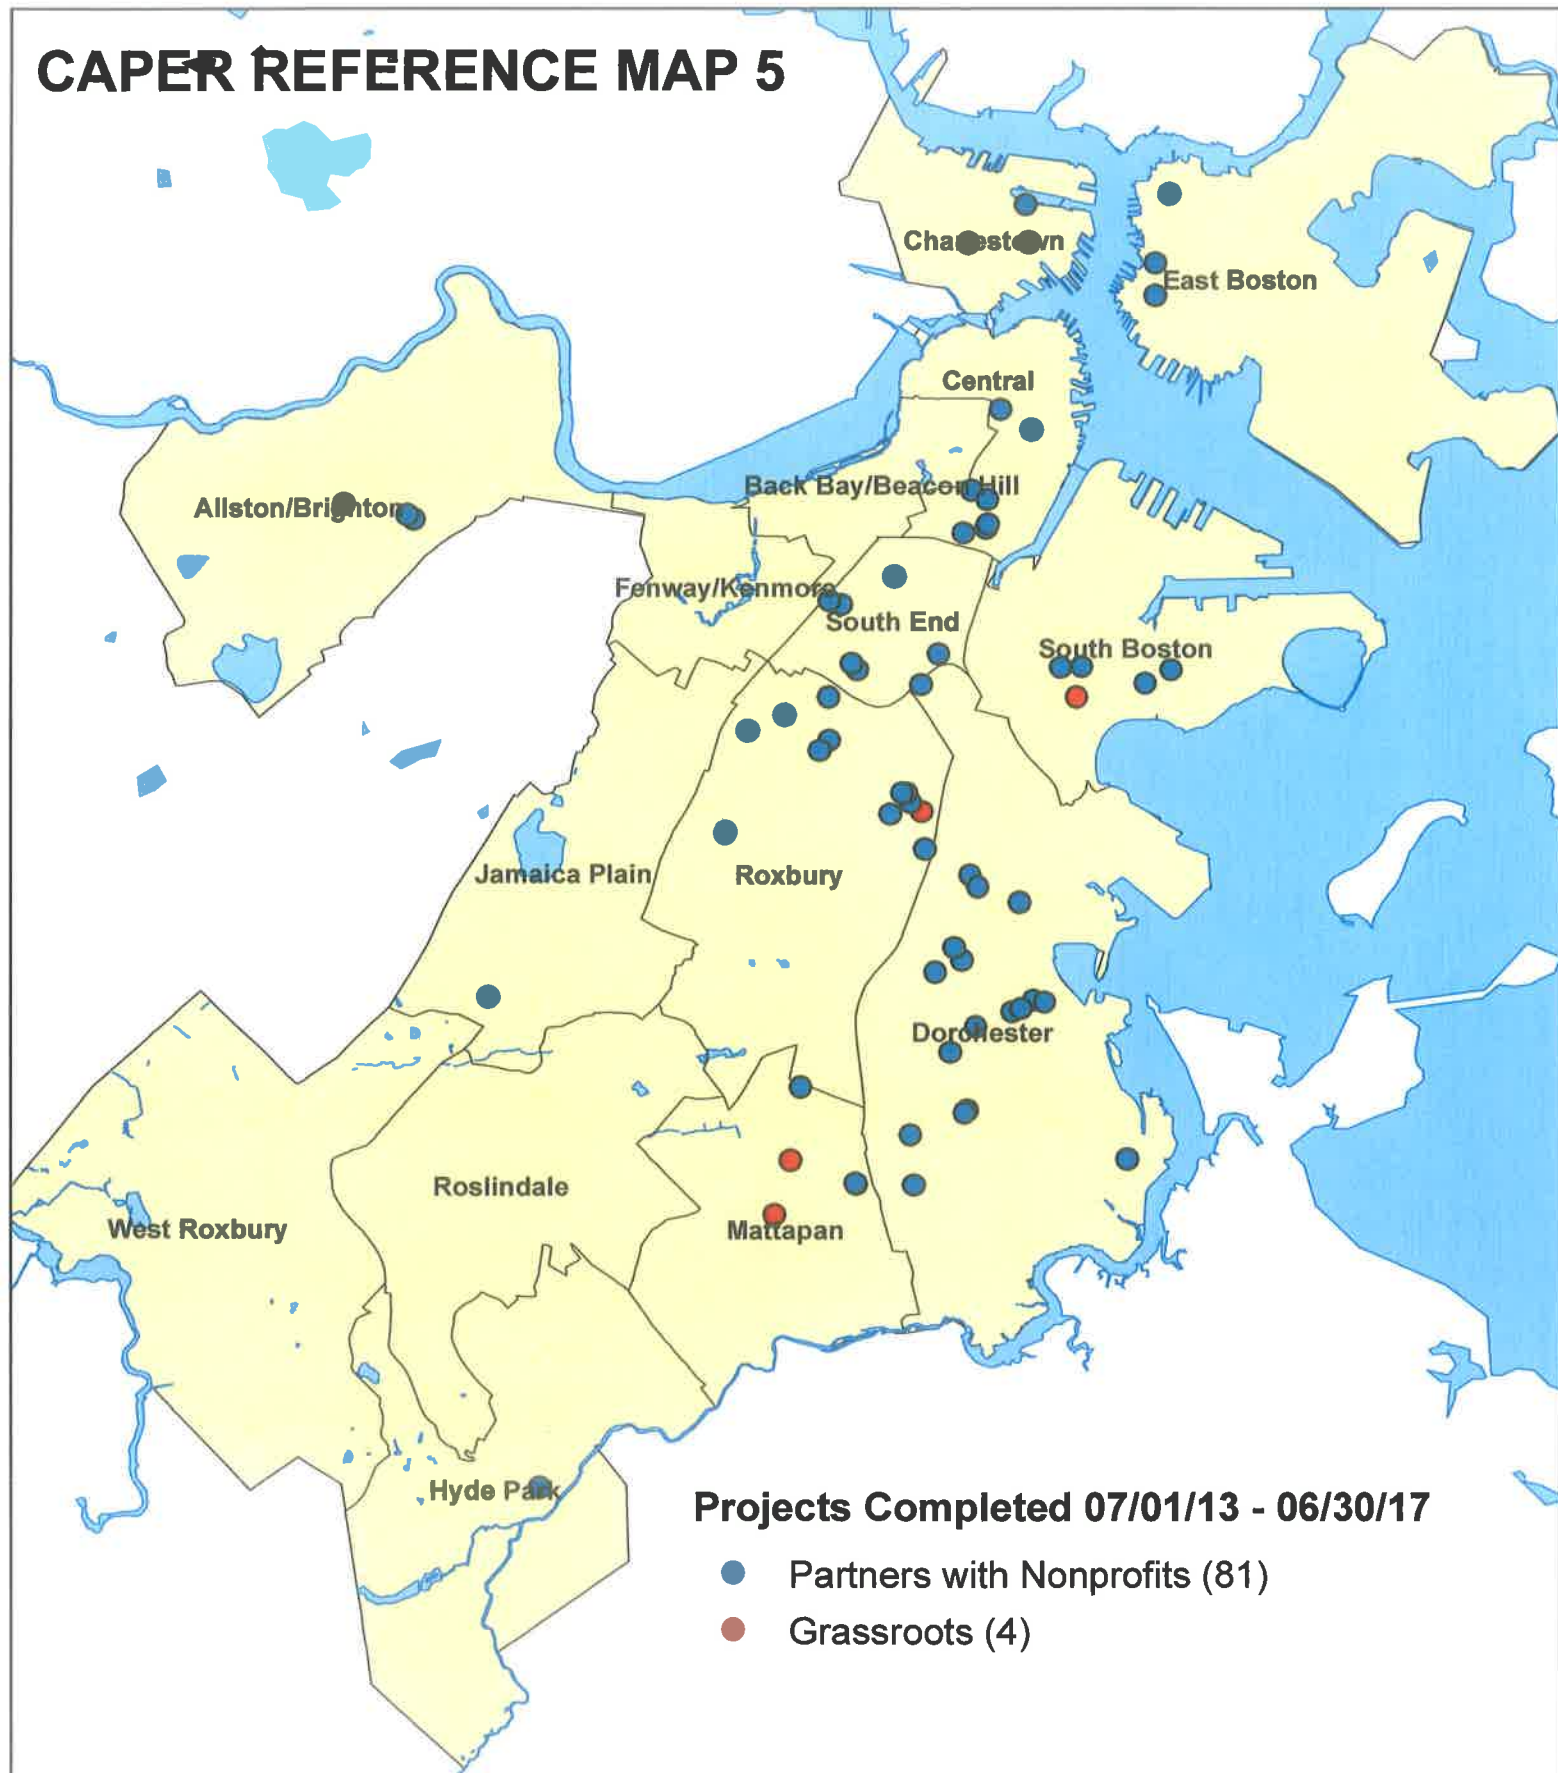 CAPER REFERENCE MAP 5
Charlestown
East Boston
Central
Back Bay/Beacon Hill
Allston/Brighton
Fenway/Kenmore
South End
South Boston
Jamaica Plain
Roxbury
Dorchester
Roslindale
West Roxbury
Mattapan
Hyde Park
Projects Completed 07/01/13 - 06/30/17
Partners with Nonprofits (81)
Grassroots (4)